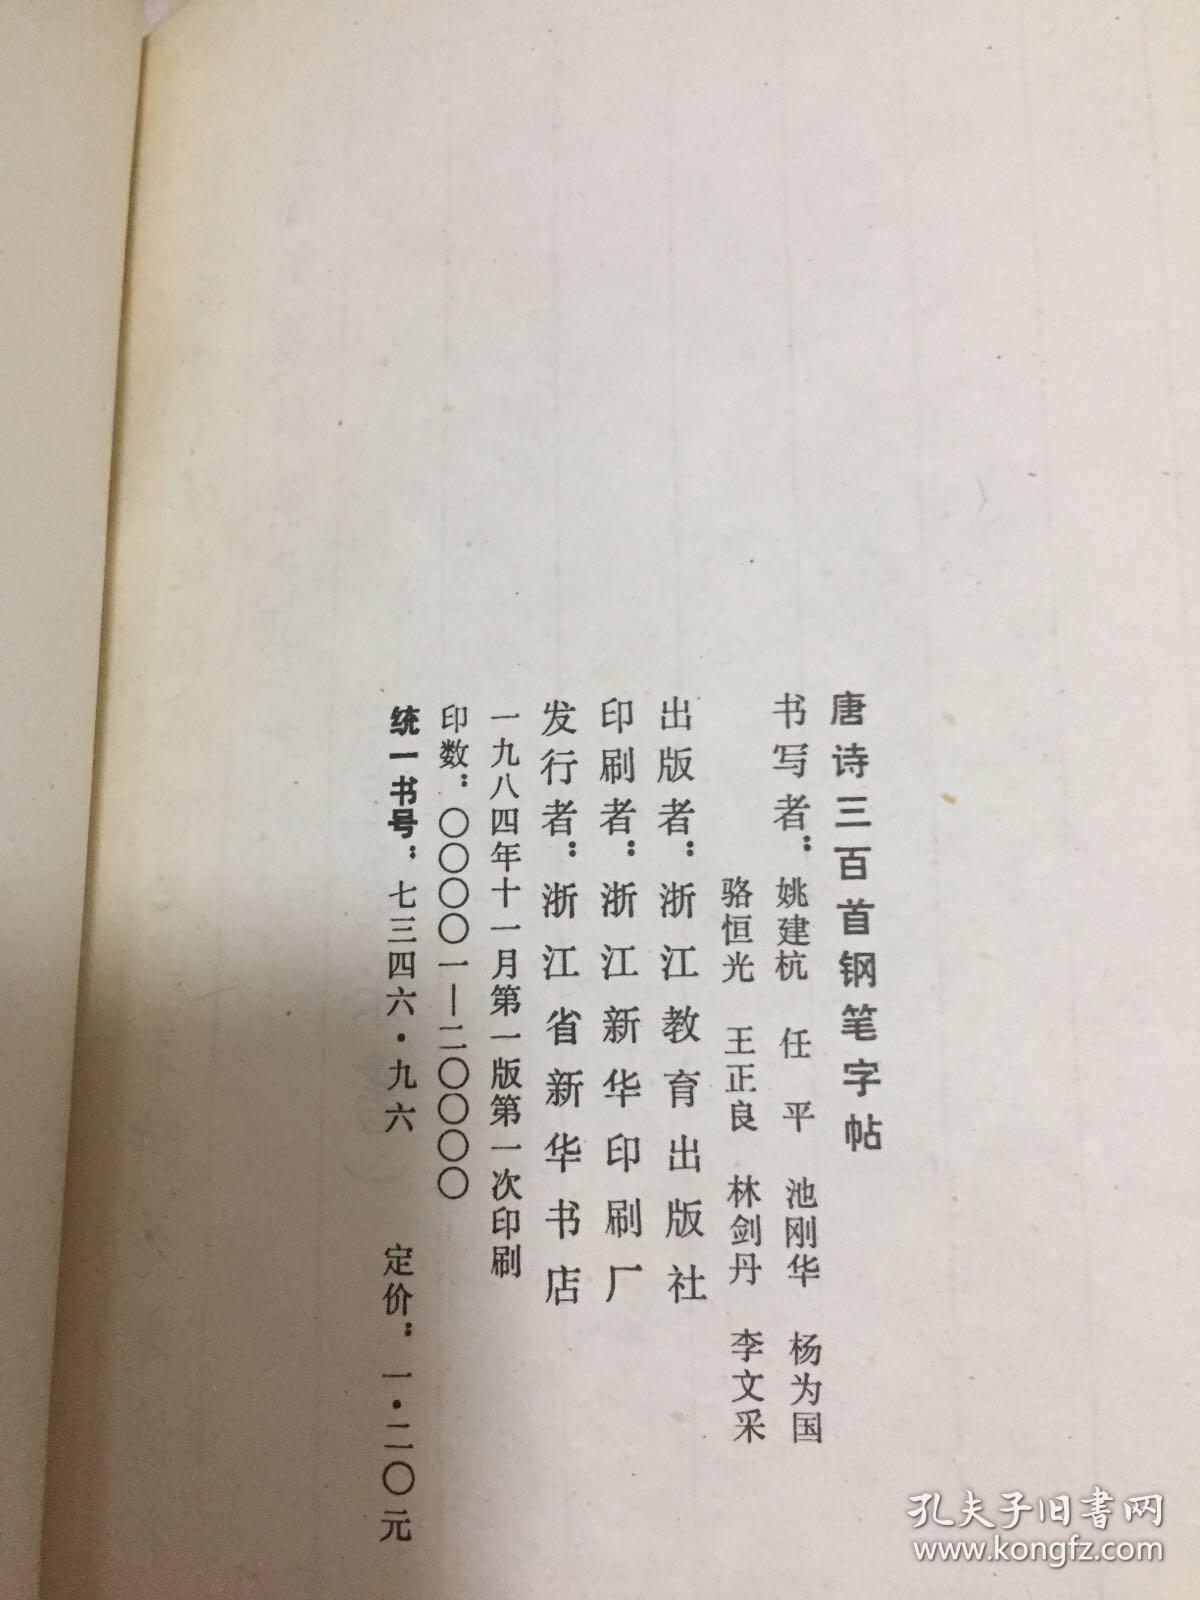 唐诗三百首钢笔字帖
书写者：姚建杭　任　平　池刚华　杨为国
骆恒光　王正良　林剑丹　李文采
出版者：浙江教育出版社
印刷者：浙江新华印刷厂
发行者：浙江省新华书店
一九八四年十一月第一版第一次印刷
印数：〇〇〇〇一—二〇〇〇〇
统一书号：七三四六·九六　　定价：一·二〇元
孔夫子旧书网
www.kongfz.com